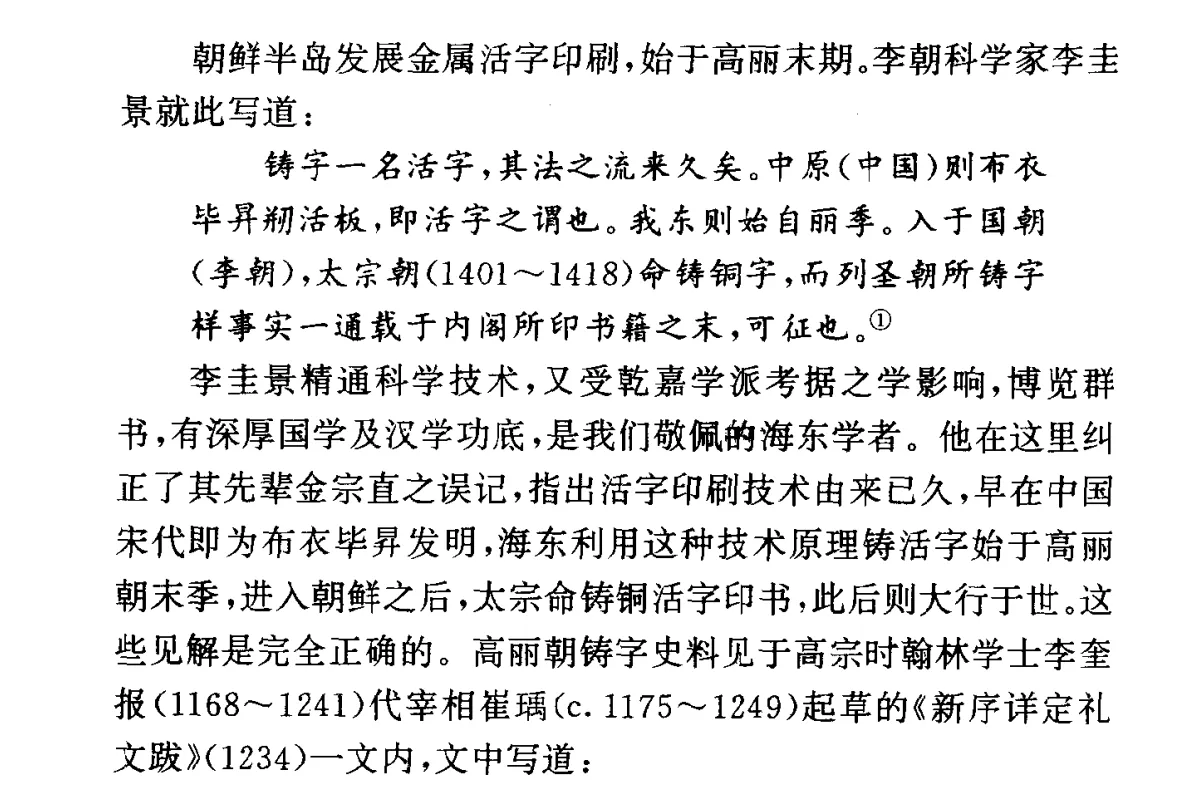 朝鲜半岛发展金属活字印刷,始于高丽末期。李朝科学家李圭
景就此写道:
铸字一名活字,其法之流来久矣。中原(中国)则布衣
毕昇刱活板,即活字之谓也。我东则始自丽季。入于国朝
(李朝),太宗朝(1401~1418)命铸铜字,而列圣朝所铸字
样事实一通载于内阁所印书籍之末,可征也。①
李圭景精通科学技术,又受乾嘉学派考据之学影响,博览群
书,有深厚国学及汉学功底,是我们敬佩的海东学者。他在这里纠
正了其先辈金宗直之误记,指出活字印刷技术由来已久,早在中国
宋代即为布衣毕昇发明,海东利用这种技术原理铸活字始于高丽
朝末季,进入朝鲜之后,太宗命铸铜活字印书,此后则大行于世。这
些见解是完全正确的。高丽朝铸字史料见于高宗时翰林学士李奎
报(1168~1241)代宰相崔瑀(c. 1175~1249)起草的《新序详定礼
文跋》(1234)一文内,文中写道: